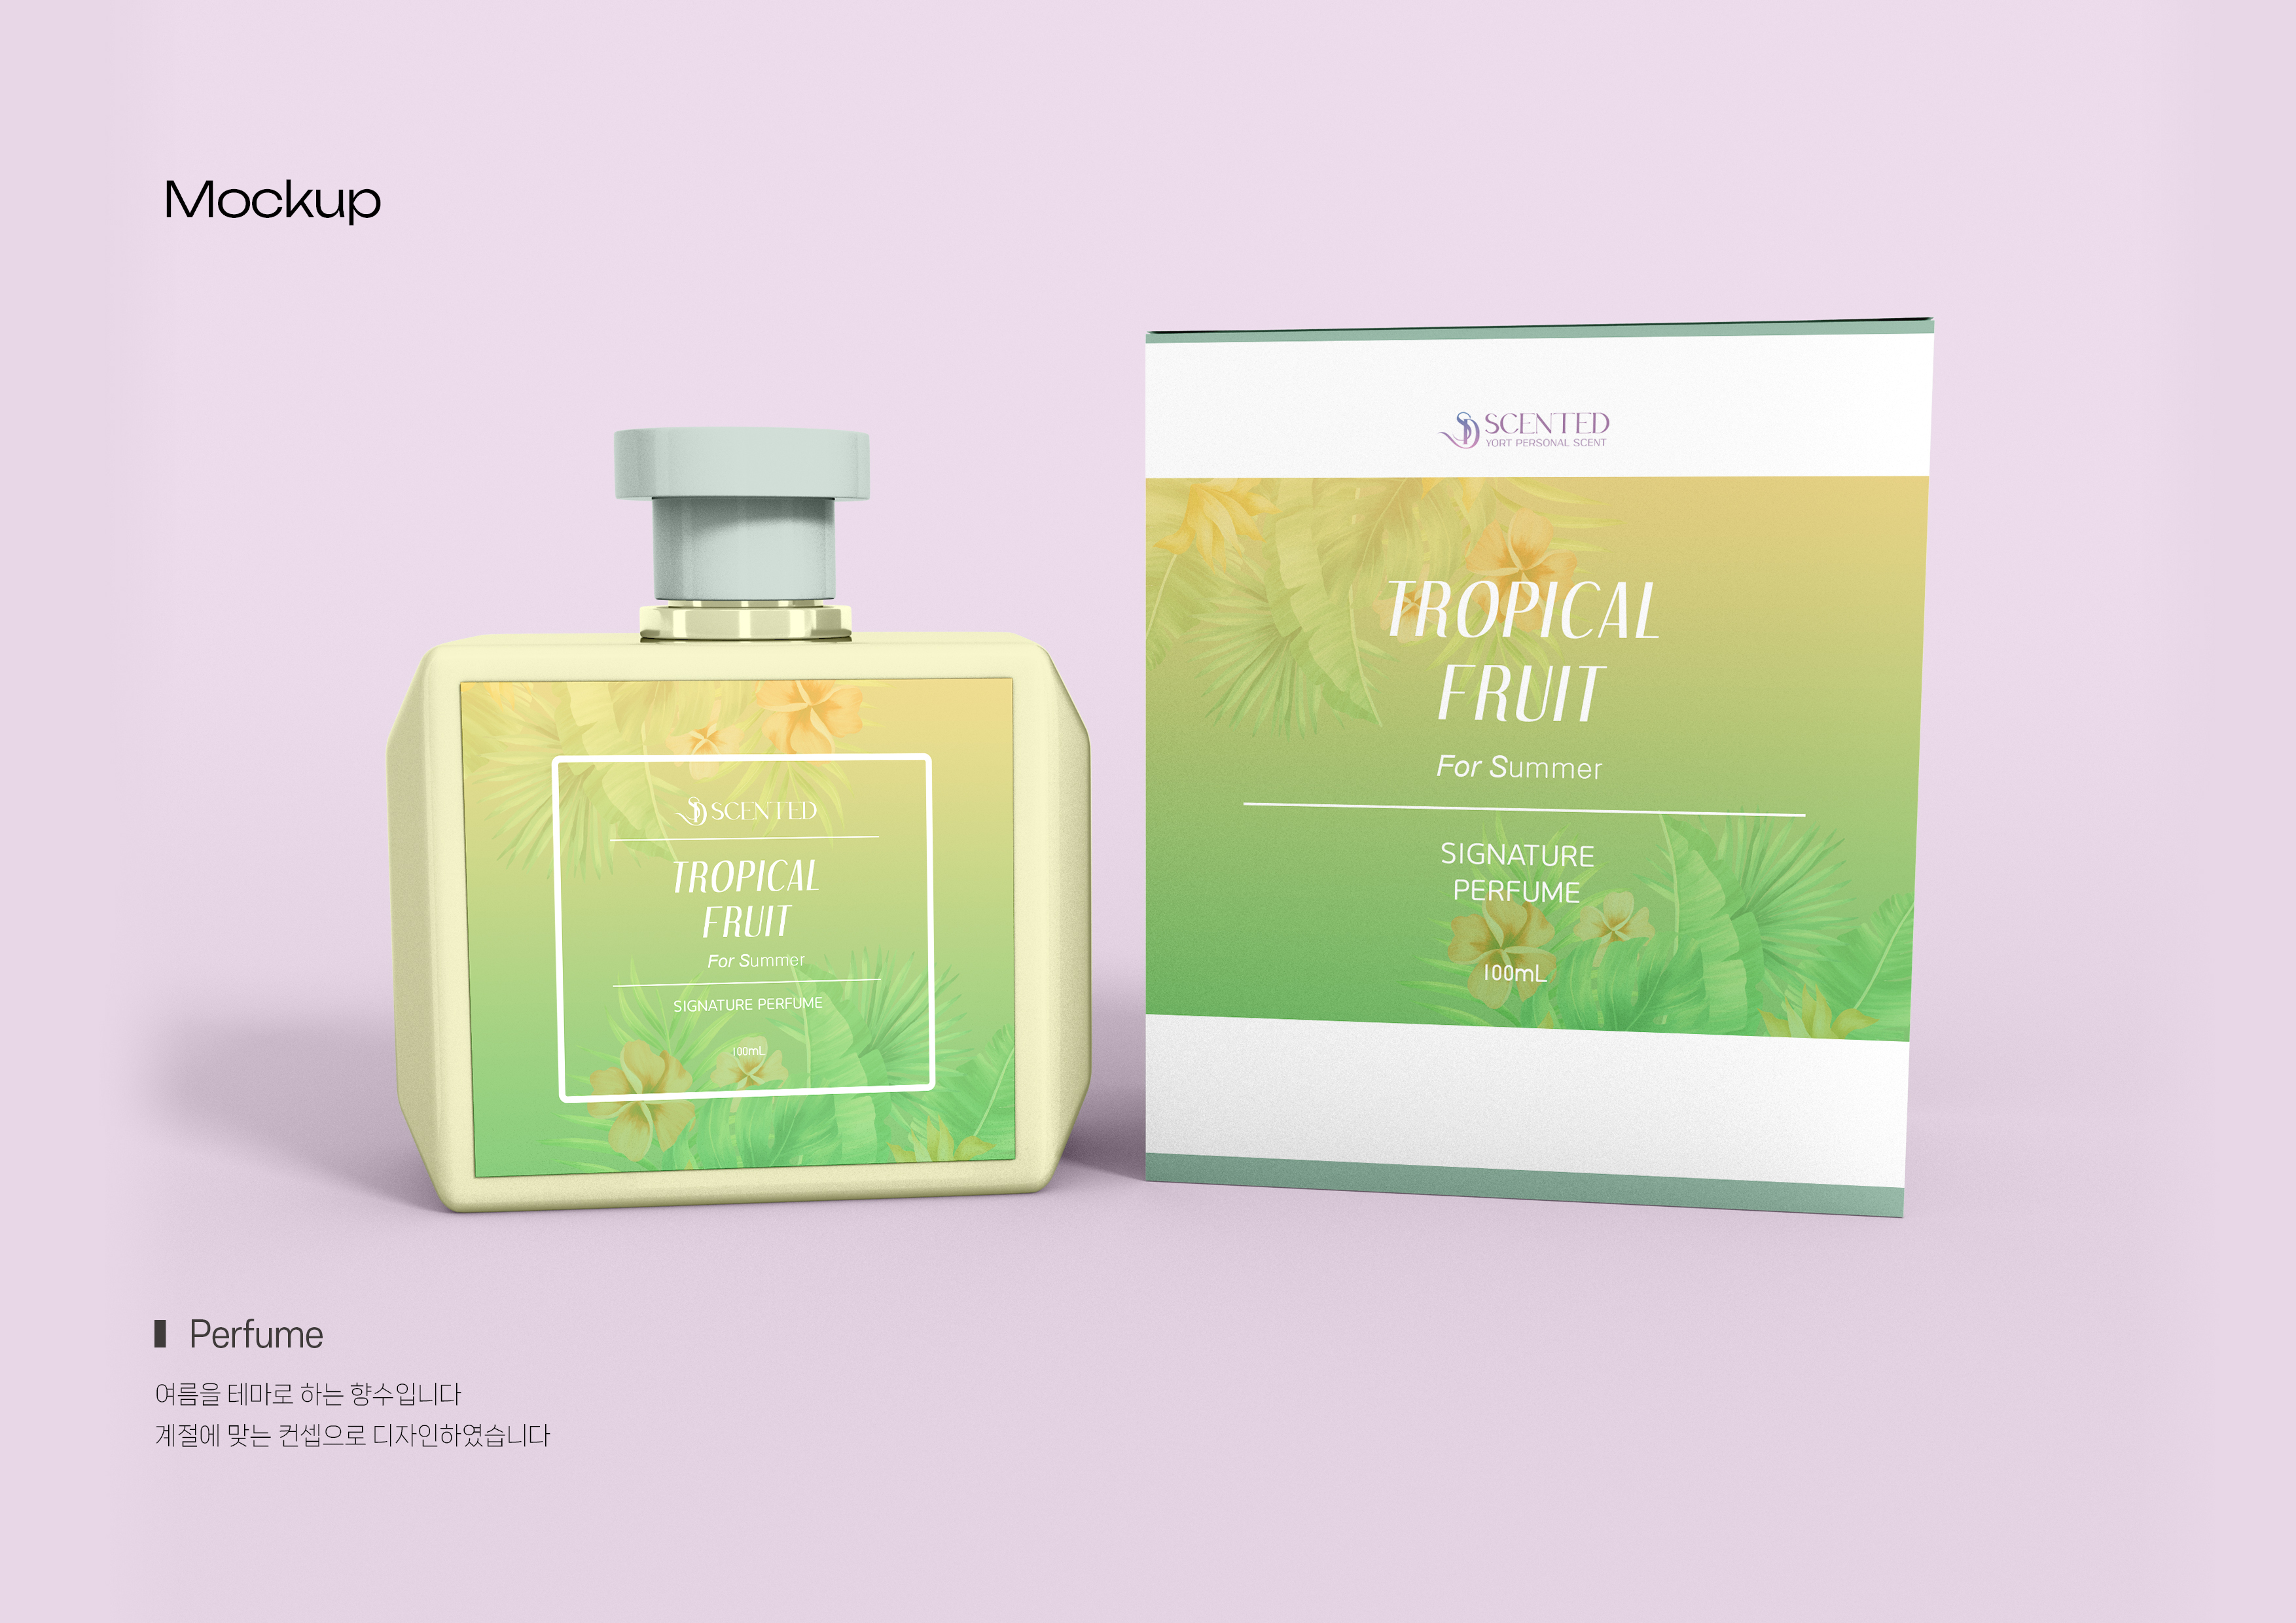 Mockup
SCENTED
TROPICAL
FRUIT
For Summer
SIGNATURE PERFUME
100mL
SCENTED
YORT PERSONAL SCENT
TROPICAL
FRUIT
For Summer
SIGNATURE
PERFUME
100mL
Perfume
여름을 테마로 하는 향수입니다
계절에 맞는 컨셉으로 디자인하였습니다